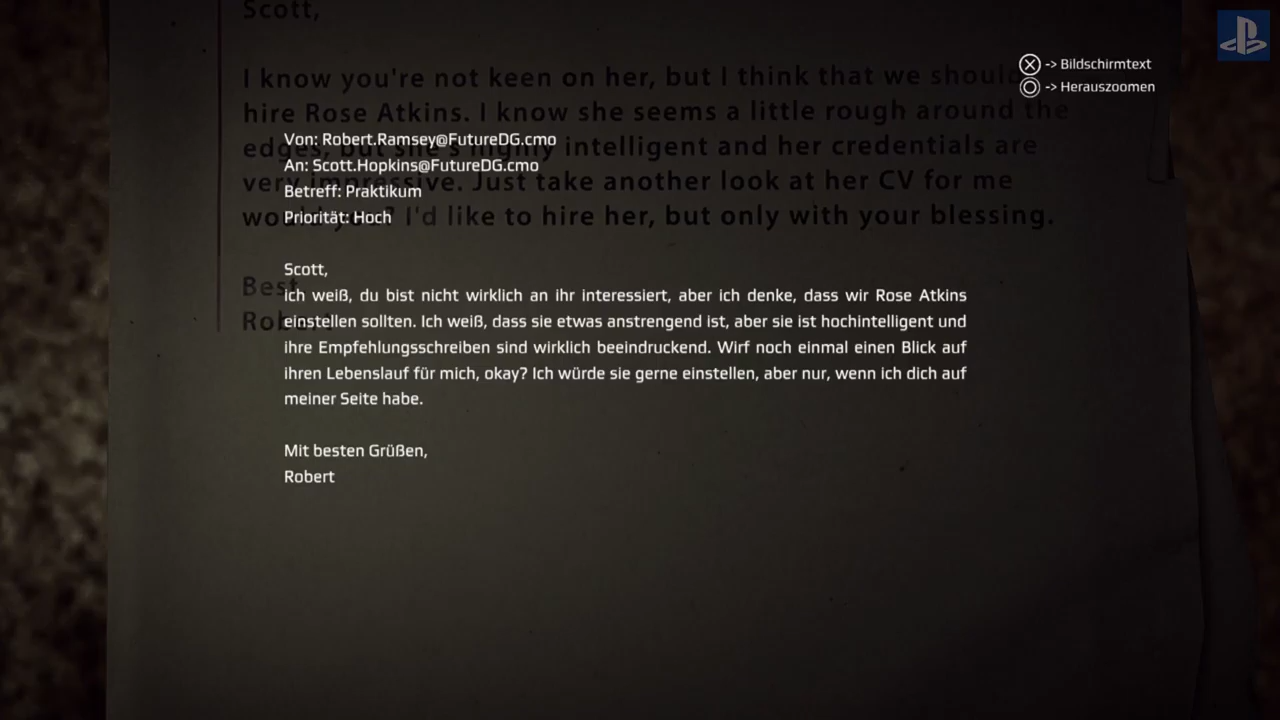 Scott,
I know you're not keen on her, but I think that we should
hire Rose Atkins. I know she seems a little rough around the
edges, but she's highly intelligent and her credentials are
very impressive. Just take another look at her CV for me
would you? I'd like to hire her, but only with your blessing.
Best
Robert
-> Bildschirmtext
-> Herauszoomen
Von: Robert.Ramsey@FutureDG.cmo
An: Scott.Hopkins@FutureDG.cmo
Betreff: Praktikum
Priorität: Hoch
Scott,
ich weiß, du bist nicht wirklich an ihr interessiert, aber ich denke, dass wir Rose Atkins
einstellen sollten. Ich weiß, dass sie etwas anstrengend ist, aber sie ist hochintelligent und
ihre Empfehlungsschreiben sind wirklich beeindruckend. Wirf noch einmal einen Blick auf
ihren Lebenslauf für mich, okay? Ich würde sie gerne einstellen, aber nur, wenn ich dich auf
meiner Seite habe.
Mit besten Grüßen,
Robert